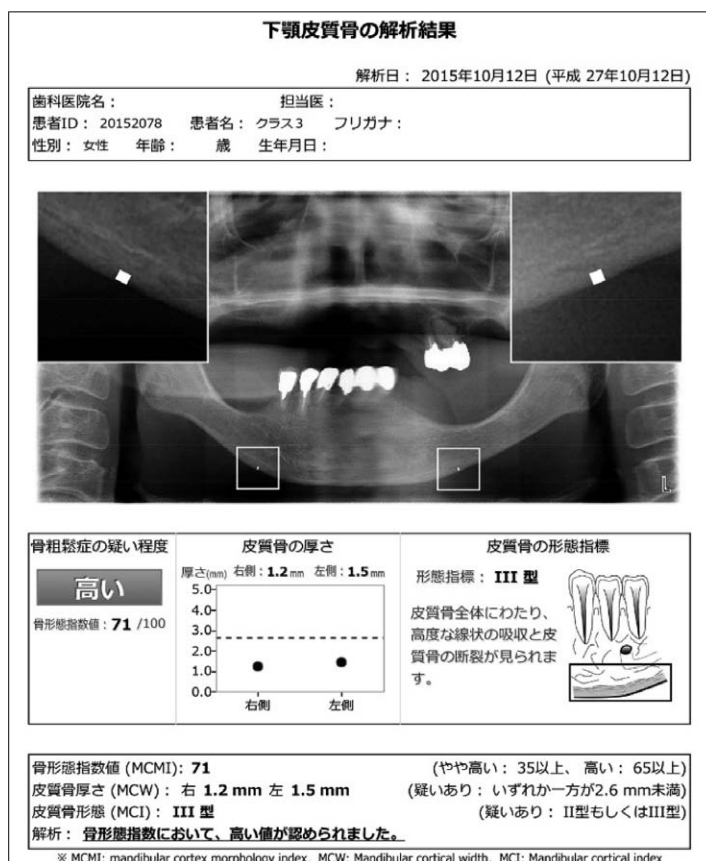 下顎皮質骨の解析結果
解析日： 2015年10月12日 (平成 27年10月12日)
歯科医院名： 担当医：
患者ID： 20152078 患者名： クラス3 フリガナ：
性別： 女性 年齢： 歳 生年月日：
L
骨粗鬆症の疑い程度
高い
骨形態指数値：71 /100
皮質骨の厚さ
厚さ(mm) 右側：1.2 mm 左側：1.5 mm
5.0
4.0
3.0
2.0
1.0
0.0
右側 左側
皮質骨の形態指標
形態指標： III 型
皮質骨全体にわたり、
高度な線状の吸収と皮
質骨の断裂が見られま
す。
骨形態指数値 (MCMI): 71 (やや高い： 35以上、高い： 65以上)
皮質骨厚さ (MCW)： 右 1.2 mm 左 1.5 mm (疑いあり： いずれか一方が2.6 mm未満)
皮質骨形態 (MCI)： III 型 (疑いあり： II型もしくはIII型)
解析： 骨形態指数において、高い値が認められました。
※ MCMI: mandibular cortex morphology index、MCW: Mandibular cortical width、MCI: Mandibular cortical index